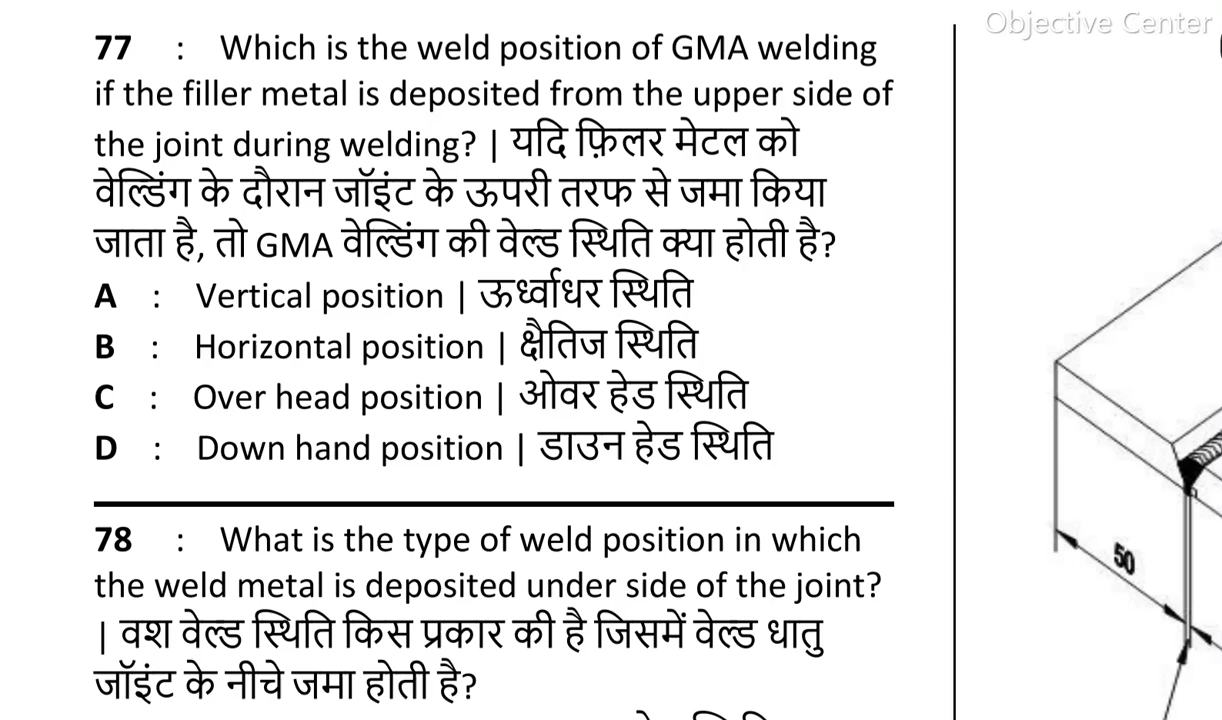 Objective Center
77 : Which is the weld position of GMA welding
if the filler metal is deposited from the upper side of
the joint during welding? | यदि फ़िलर मेटल को
वेल्डिंग के दौरान जॉइंट के ऊपरी तरफ से जमा किया
जाता है, तो GMA वेल्डिंग की वेल्ड स्थिति क्या होती है?
A : Vertical position | ऊर्ध्वाधर स्थिति
B : Horizontal position | क्षैतिज स्थिति
C : Over head position | ओवर हेड स्थिति
D : Down hand position | डाउन हेड स्थिति
78 : What is the type of weld position in which
the weld metal is deposited under side of the joint?
| वश वेल्ड स्थिति किस प्रकार की है जिसमें वेल्ड धातु
जॉइंट के नीचे जमा होती है?
50